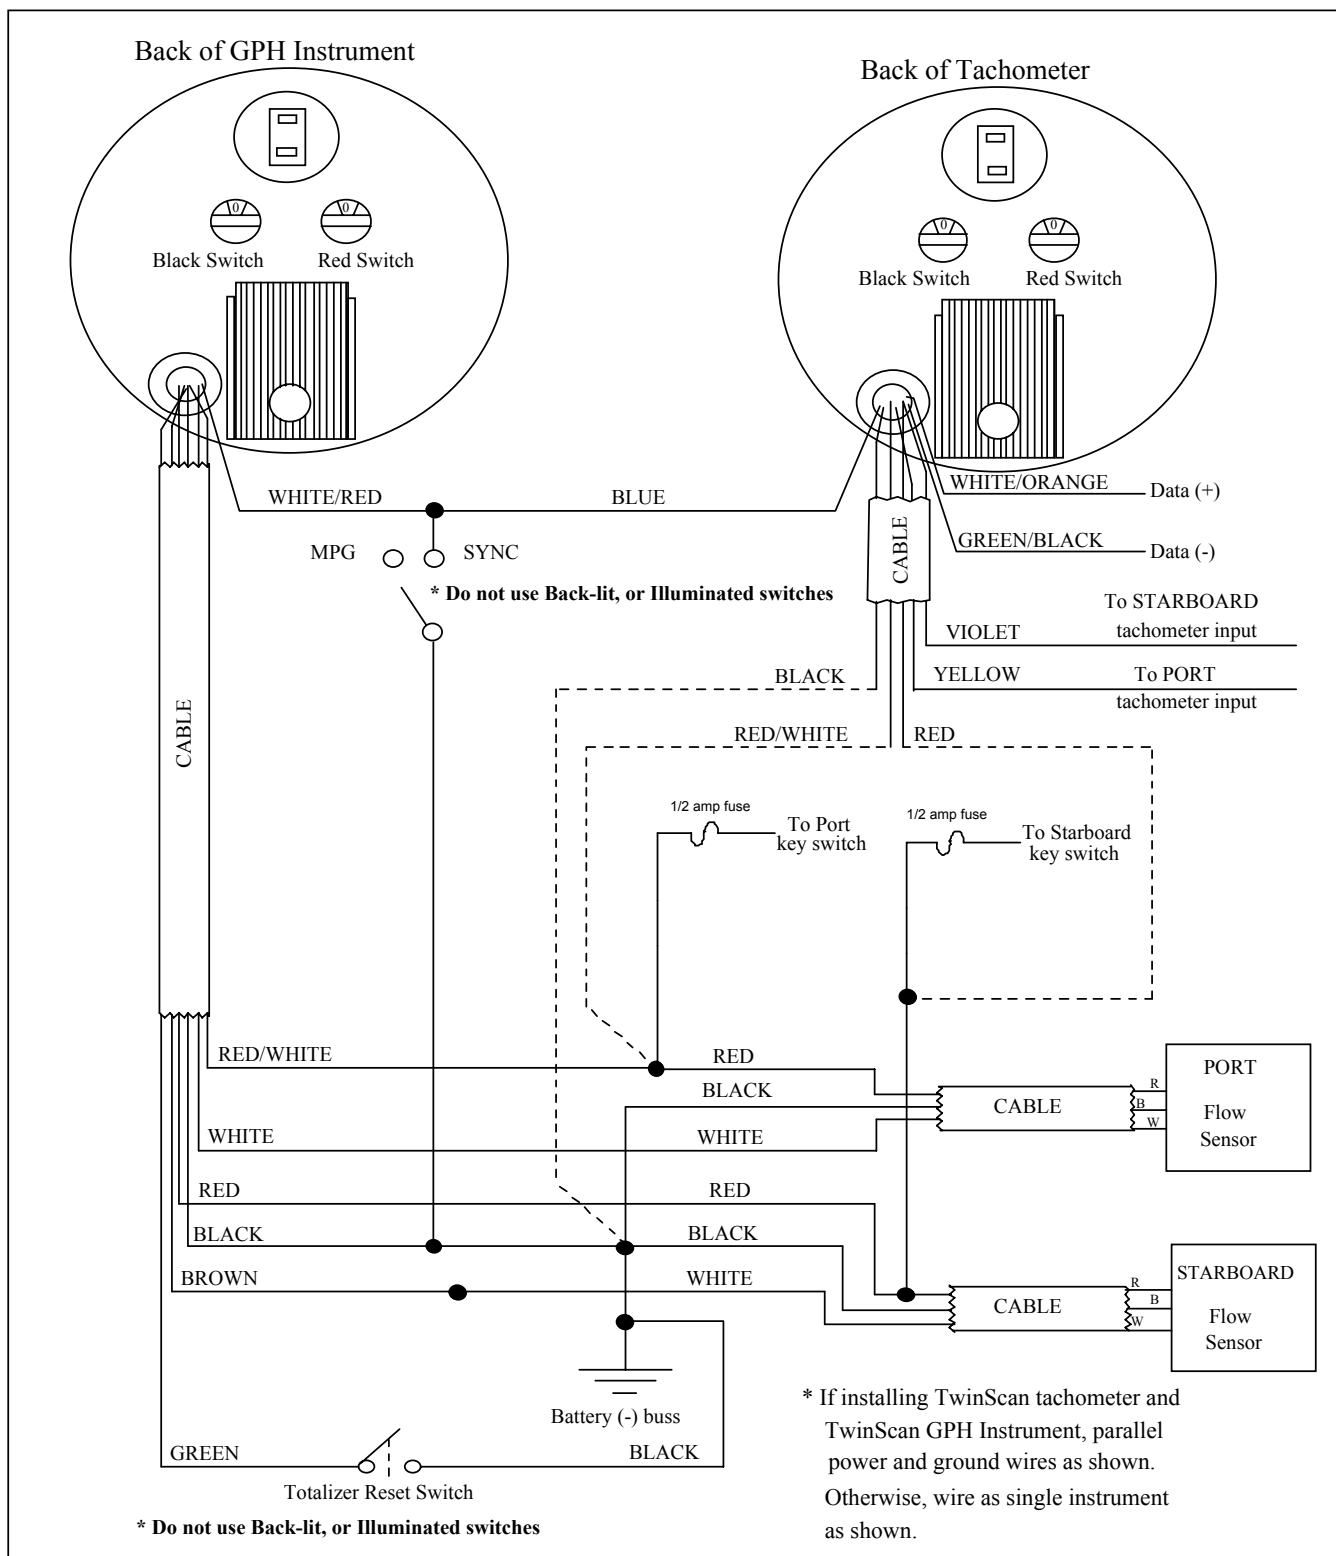 Back of GPH Instrument
Back of Tachometer
0
0
Black Switch
Red Switch
0
0
Black Switch
Red Switch
WHITE/RED
BLUE
WHITE/ORANGE
Data (+)
GREEN/BLACK
Data (-)
CABLE
MPG
SYNC
* Do not use Back-lit, or Illuminated switches
To STARBOARD
VIOLET
tachometer input
BLACK
YELLOW
To PORT
tachometer input
RED/WHITE
RED
CABLE
1/2 amp fuse
To Port
key switch
1/2 amp fuse
To Starboard
key switch
RED/WHITE
RED
BLACK
CABLE
R
B
W
PORT
Flow
Sensor
WHITE
WHITE
RED
RED
BLACK
BLACK
BROWN
WHITE
CABLE
R
B
W
STARBOARD
Flow
Sensor
Battery (-) buss
GREEN
BLACK
Totalizer Reset Switch
* Do not use Back-lit, or Illuminated switches
* If installing TwinScan tachometer and
TwinScan GPH Instrument, parallel
power and ground wires as shown.
Otherwise, wire as single instrument
as shown.